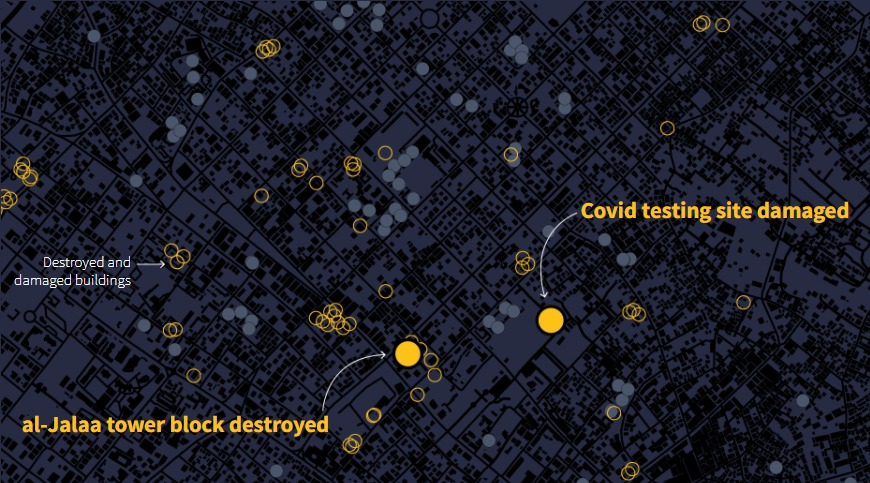 Covid testing site damaged
Destroyed and
damaged buildings
al-Jalaa tower block destroyed